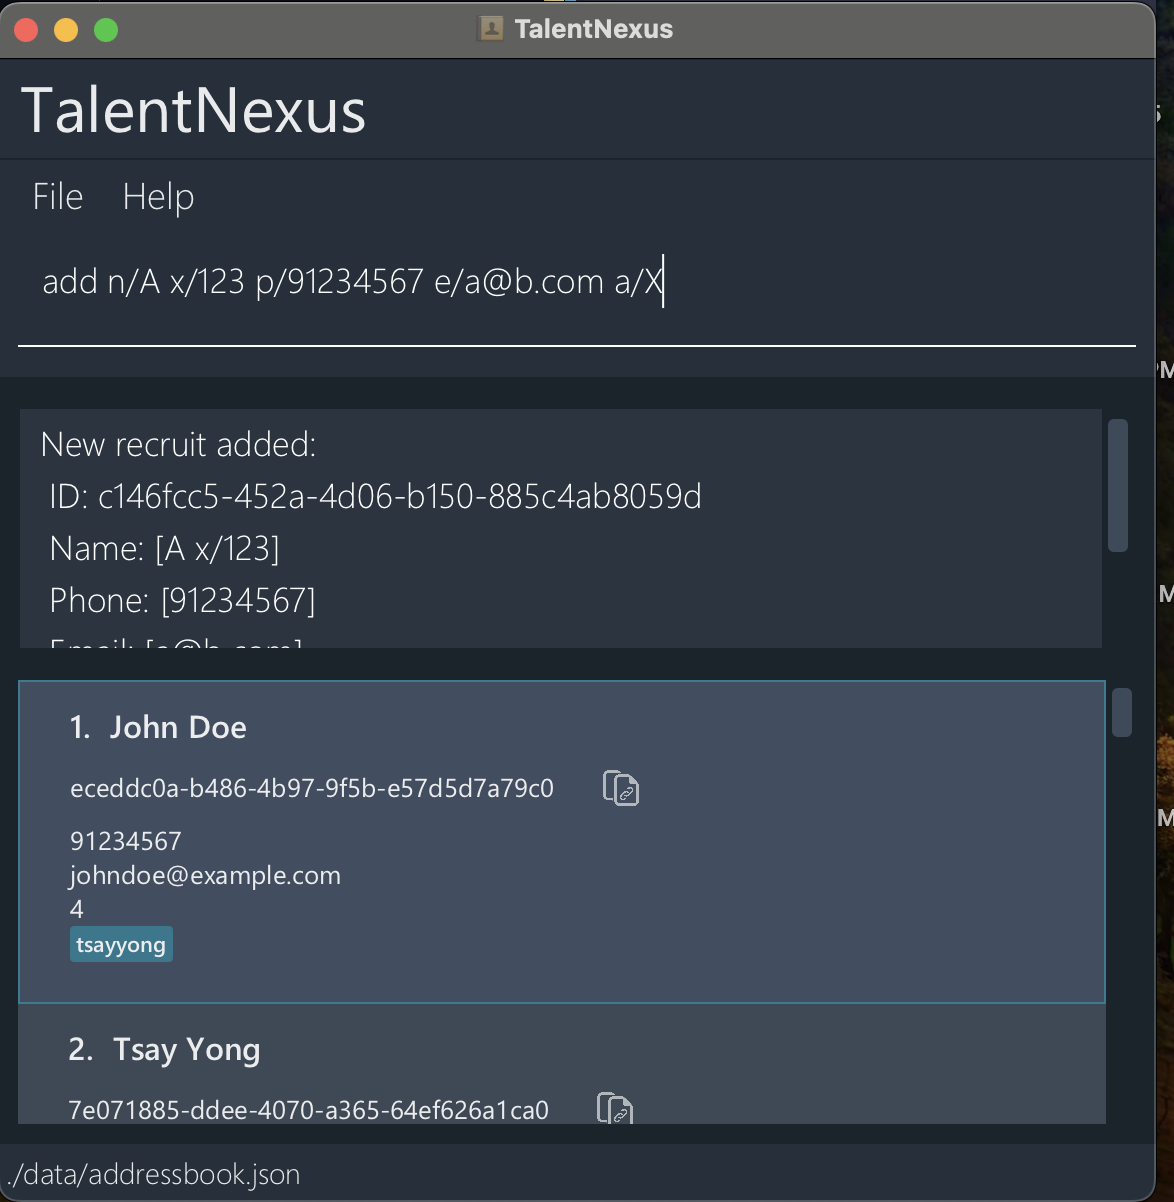 TalentNexus
TalentNexus
File Help
add n/A x/123 p/91234567 e/a@b.com a/X
New recruit added:
ID: c146fcc5-452a-4d06-b150-885c4ab8059d
Name: [A x/123]
Phone: [91234567]
Email: [a@b.com]
1. John Doe
eceddc0a-b486-4b97-9f5b-e57d5d7a79c0
91234567
johndoe@example.com
4
tsayyong
2. Tsay Yong
7e071885-ddee-4070-a365-64ef626a1ca0
./data/addressbook.json